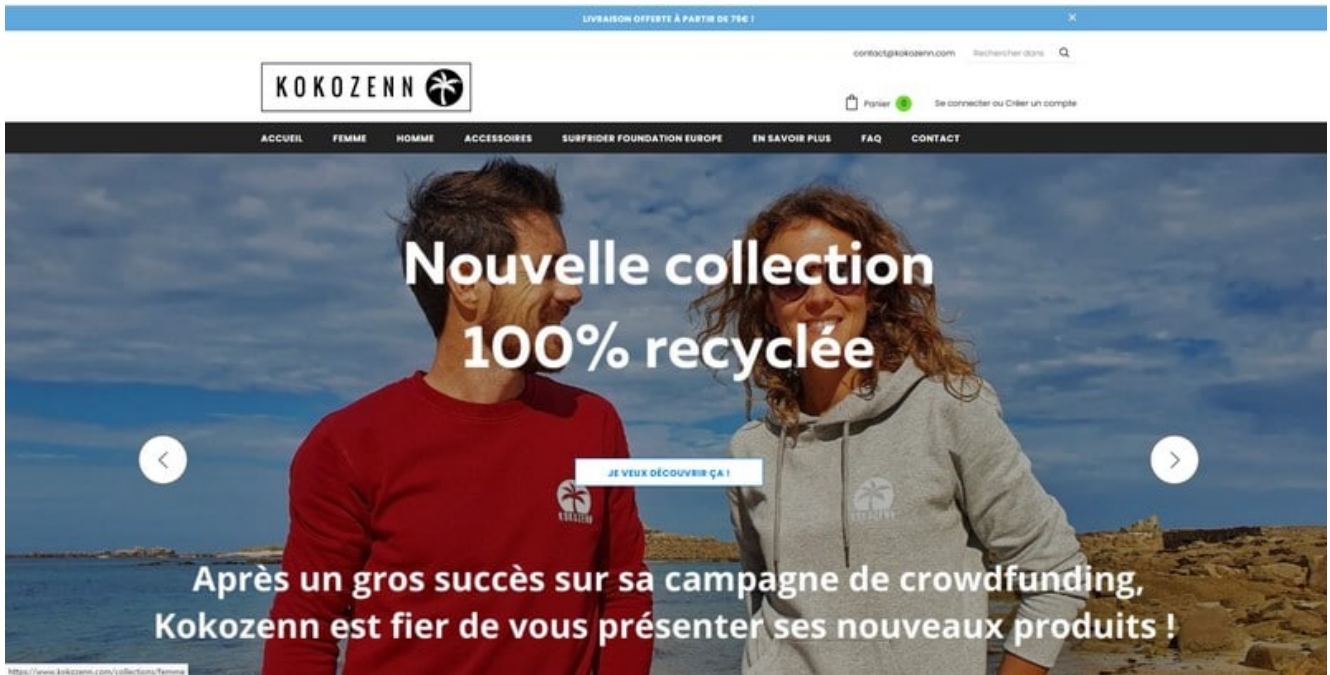 LIVRAISON OFFERTE À PARTIR DE 79€ !
contact@kokozenn.com
Rechercher dans
KOKOZENN
Panier 0
Se connecter ou Créer un compte
ACCUEIL FEMME HOMME ACCESSOIRES SURFRIDER FOUNDATION EUROPE EN SAVOIR PLUS FAQ CONTACT
Nouvelle collection
100% recyclée
JE VEUX DÉCOUVRIR ÇA !
KOKOZENN
KOKOZENN
Après un gros succès sur sa campagne de crowdfunding,
Kokozenn est fier de vous présenter ses nouveaux produits !
https://www.kokozenn.com/collections/femme